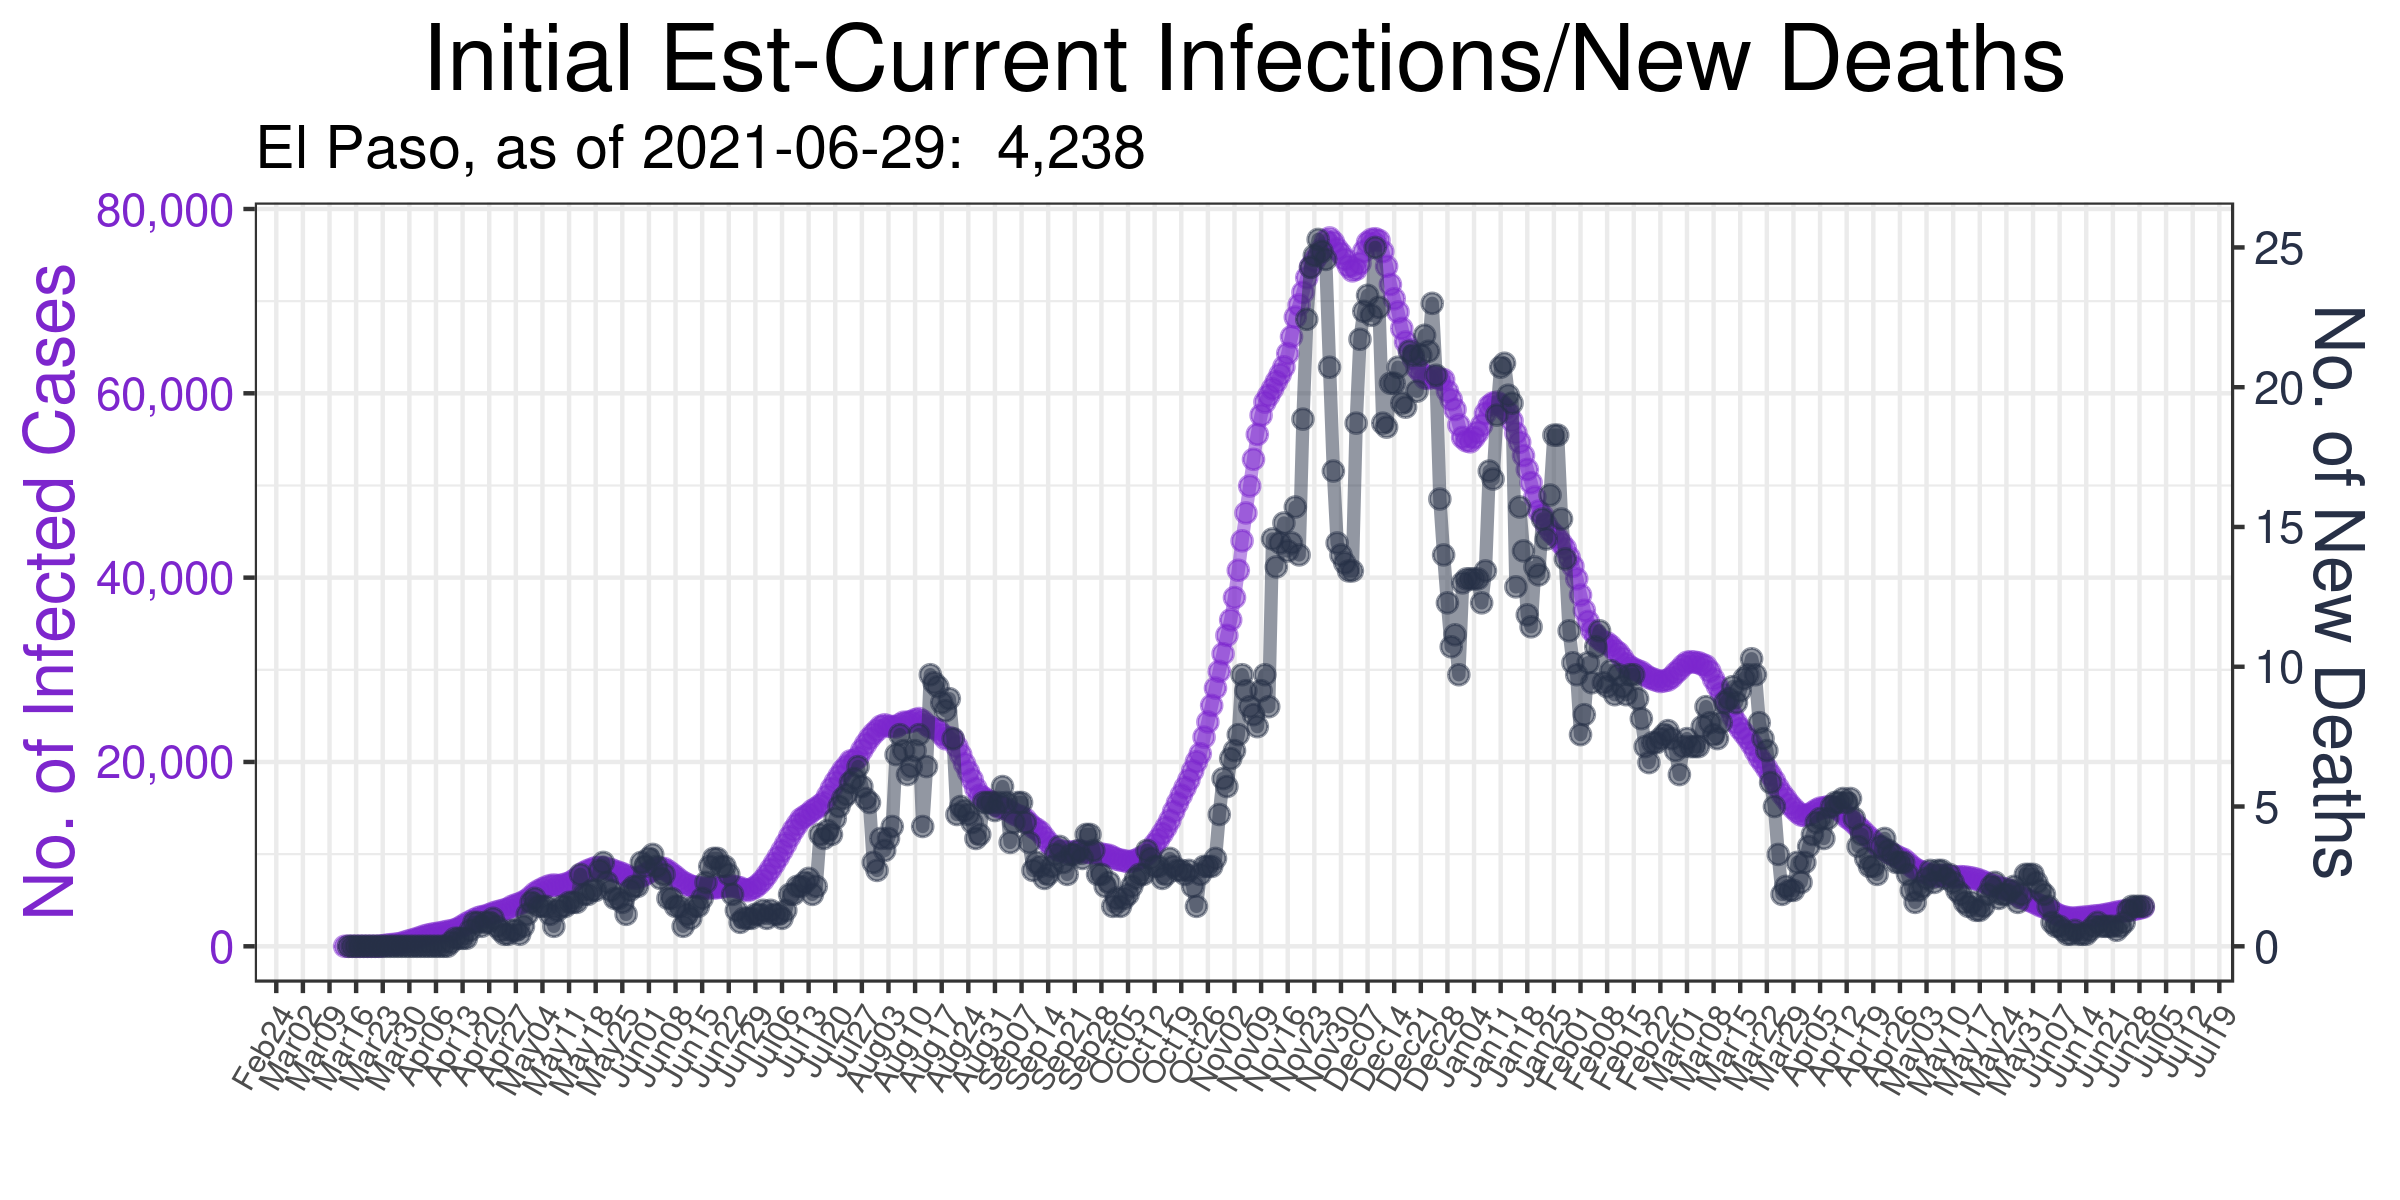 Initial Est-Current Infections/New Deaths
El Paso, as of 2021-06-29:  4,238
No. of Infected Cases
80,000
60,000
40,000
20,000
0
25
20
15
10
5
0
No. of New Deaths
Feb24
Mar02
Mar09
Mar16
Mar23
Mar30
Apr06
Apr13
Apr20
Apr27
May04
May11
May18
May25
Jun01
Jun08
Jun15
Jun22
Jun29
Jul06
Jul13
Jul20
Jul27
Aug03
Aug10
Aug17
Aug24
Aug31
Sep07
Sep14
Sep21
Sep28
Oct05
Oct12
Oct19
Oct26
Nov02
Nov09
Nov16
Nov23
Nov30
Dec07
Dec14
Dec21
Dec28
Jan04
Jan11
Jan18
Jan25
Feb01
Feb08
Feb15
Feb22
Mar01
Mar08
Mar15
Mar22
Mar29
Apr05
Apr12
Apr19
Apr26
May03
May10
May17
May24
May31
Jun07
Jun14
Jun21
Jun28
Jul05
Jul12
Jul19